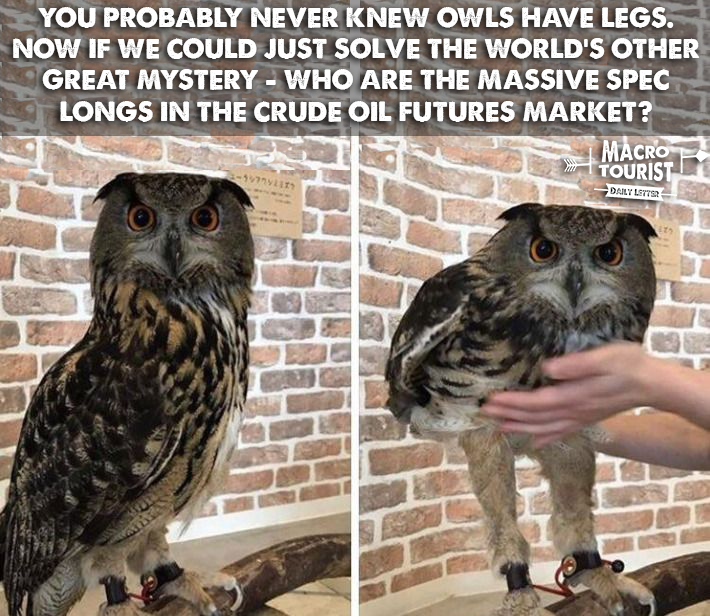 YOU PROBABLY NEVER KNEW OWLS HAVE LEGS.
NOW IF WE COULD JUST SOLVE THE WORLD'S OTHER
GREAT MYSTERY - WHO ARE THE MASSIVE SPEC
LONGS IN THE CRUDE OIL FUTURES MARKET?
MACRO
TOURIST
DAILY LETTER